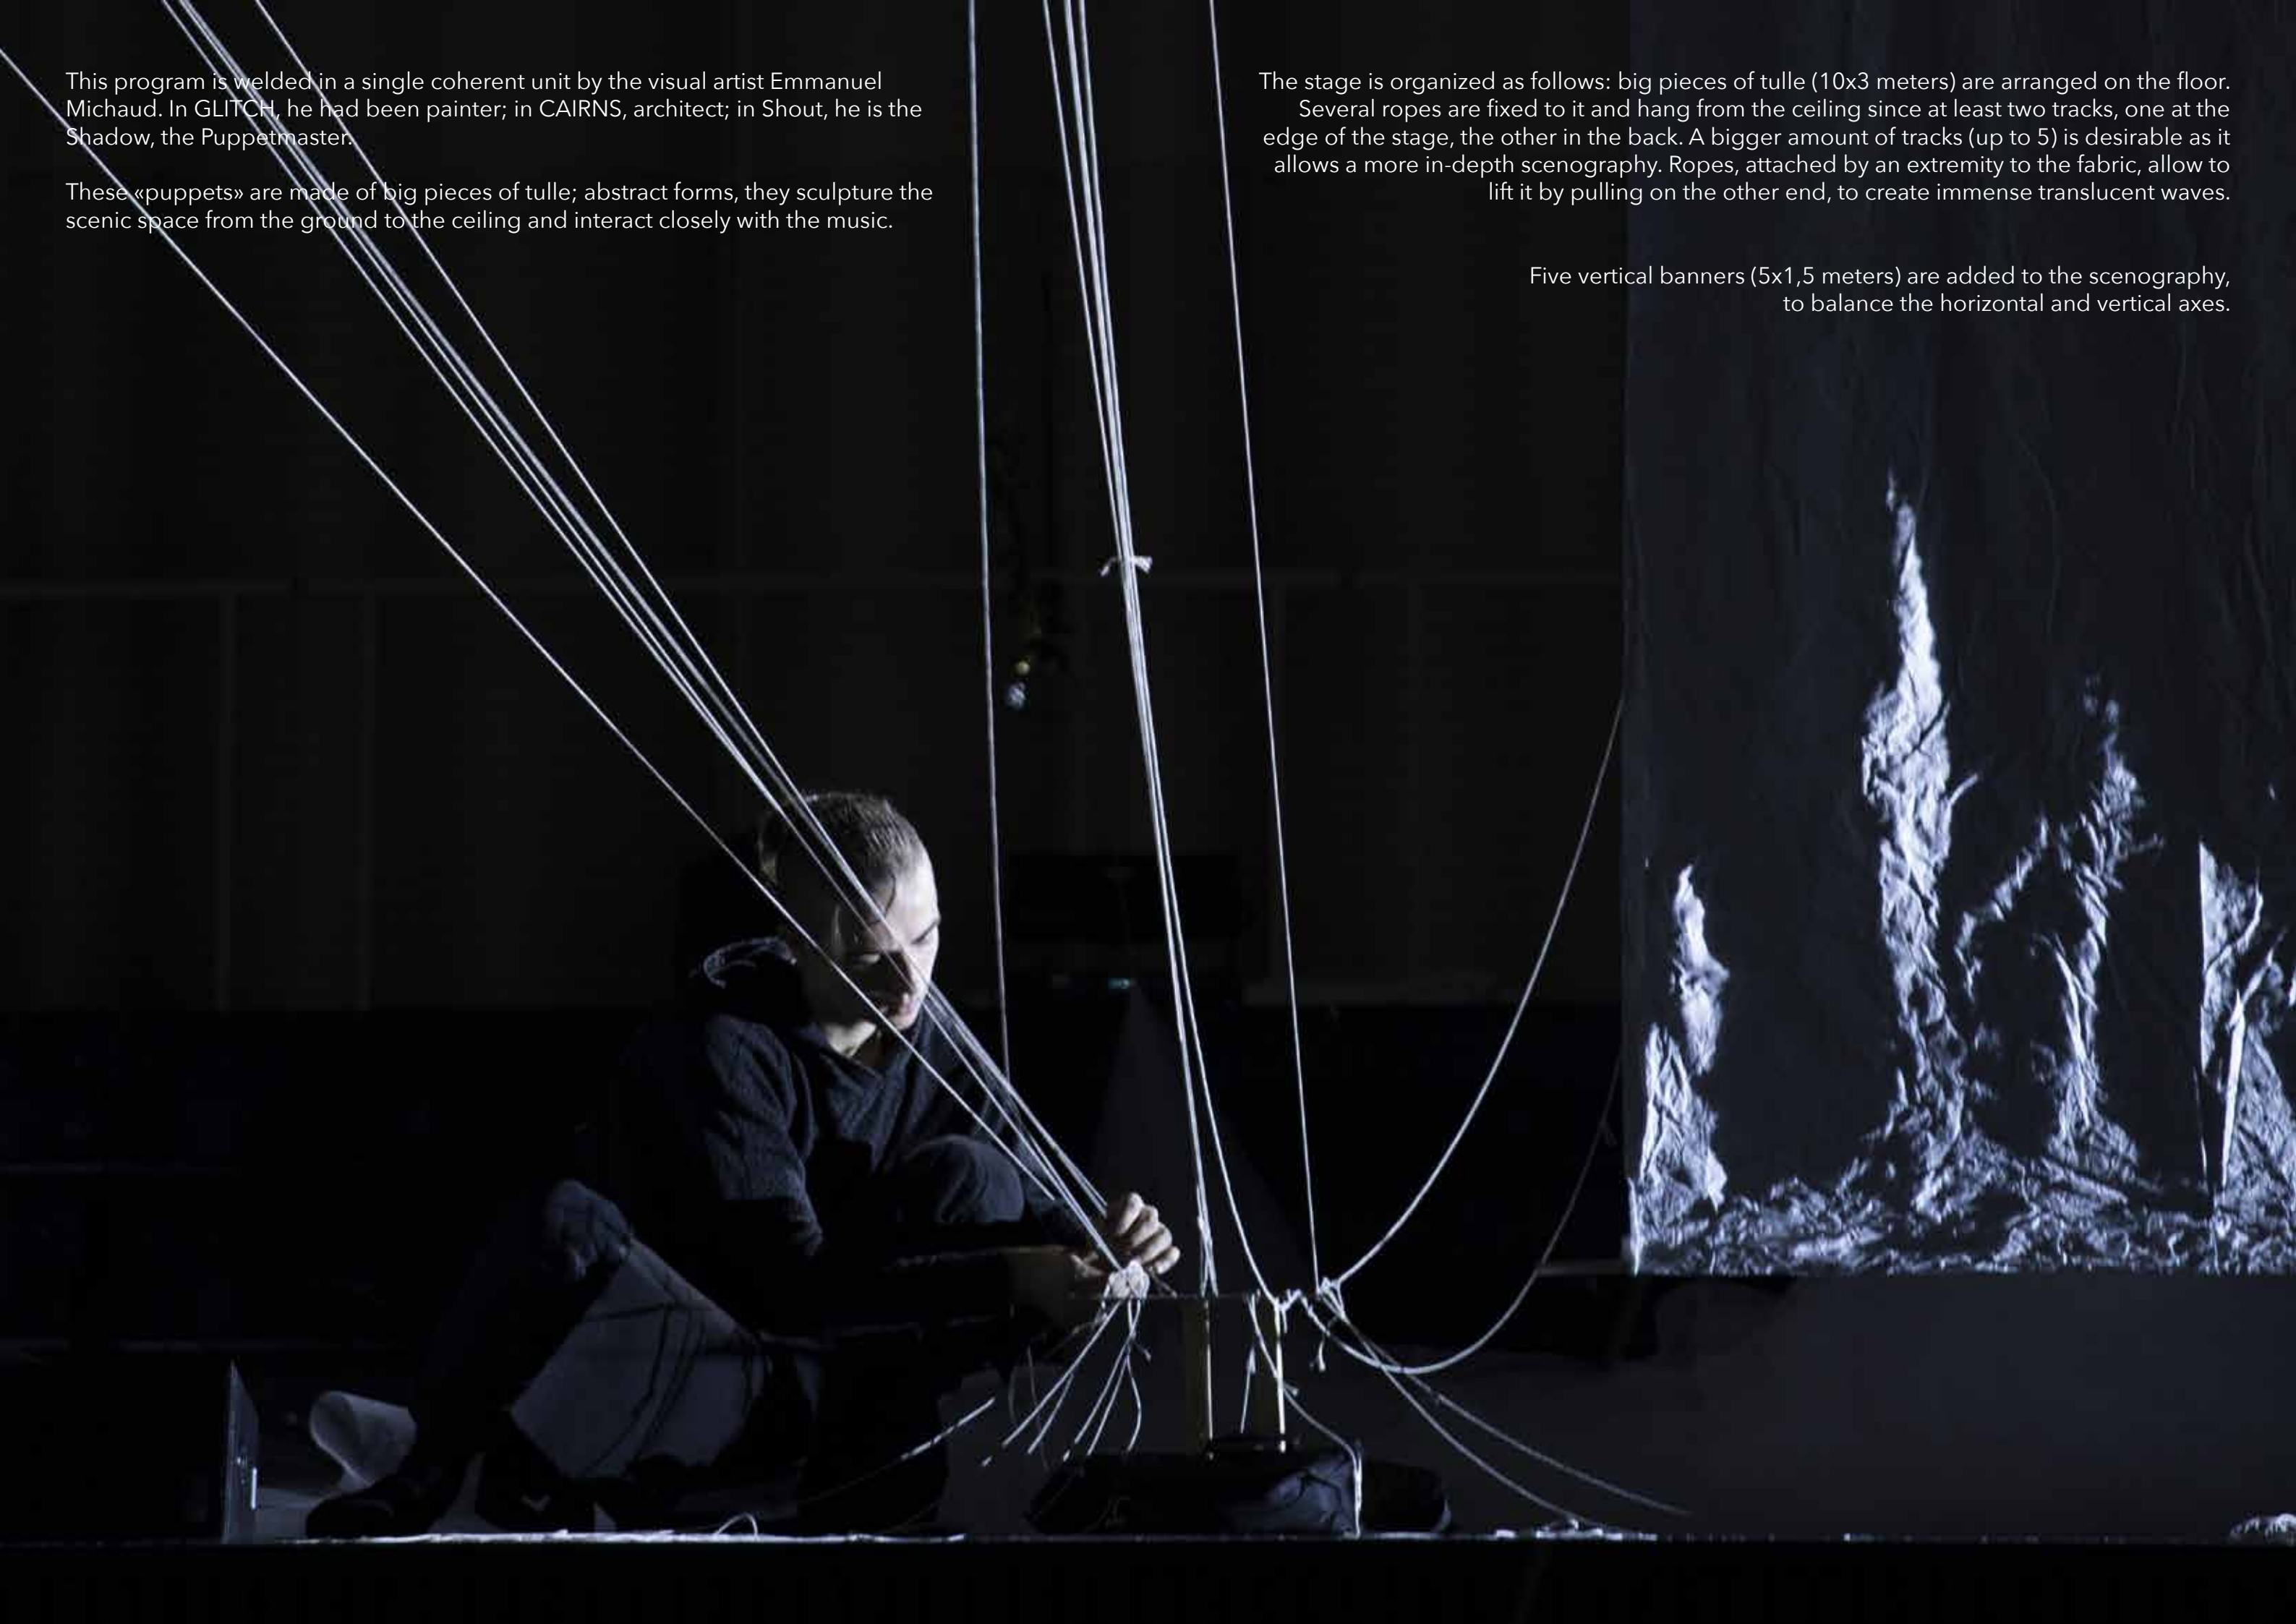 This program is welded in a single coherent unit by the visual artist Emmanuel
Michaud. In GLITCH, he had been painter; in CAIRNS, architect; in Shout, he is the
Shadow, the Puppetmaster.
These «puppets» are made of big pieces of tulle; abstract forms, they sculpture the
scenic space from the ground to the ceiling and interact closely with the music.
The stage is organized as follows: big pieces of tulle (10x3 meters) are arranged on the floor.
Several ropes are fixed to it and hang from the ceiling since at least two tracks, one at the
edge of the stage, the other in the back. A bigger amount of tracks (up to 5) is desirable as it
allows a more in-depth scenography. Ropes, attached by an extremity to the fabric, allow to
lift it by pulling on the other end, to create immense translucent waves.
Five vertical banners (5x1,5 meters) are added to the scenography,
to balance the horizontal and vertical axes.